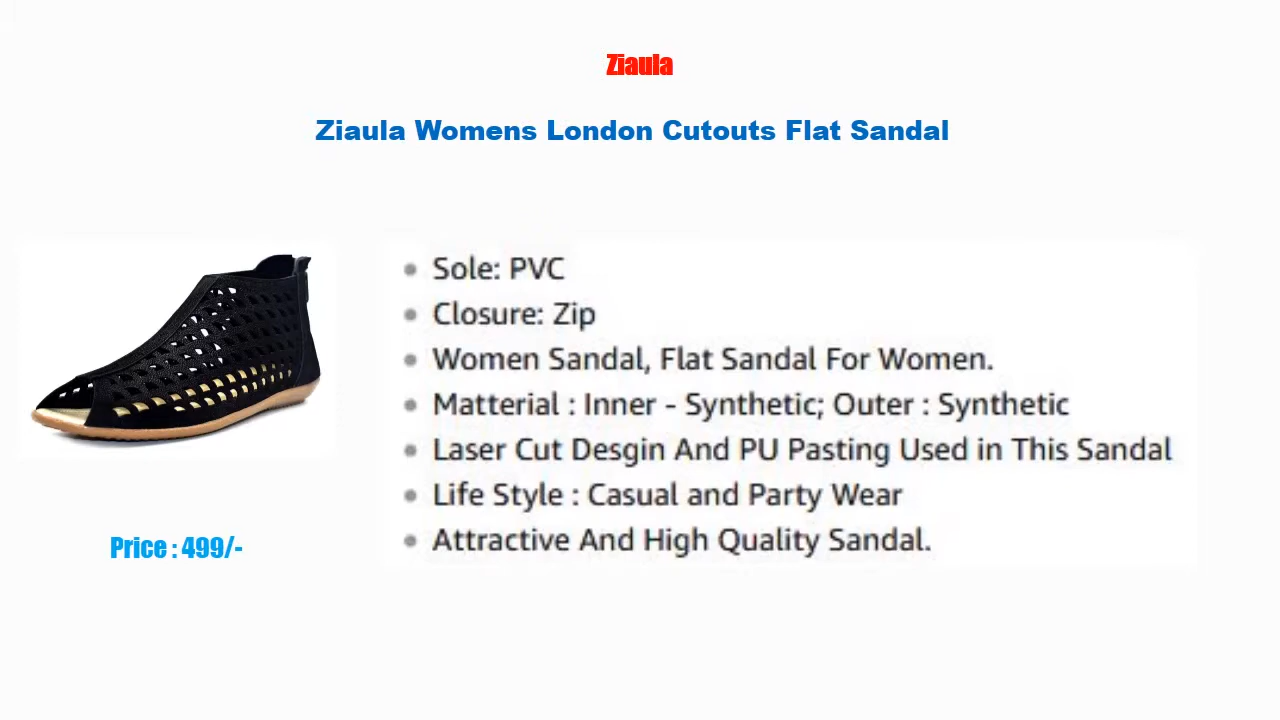 Ziaula
Ziaula Womens London Cutouts Flat Sandal
Sole: PVC
Closure: Zip
Women Sandal, Flat Sandal For Women.
Matterial : Inner - Synthetic; Outer : Synthetic
Laser Cut Desgin And PU Pasting Used in This Sandal
Life Style : Casual and Party Wear
Attractive And High Quality Sandal.
Price : 499/-